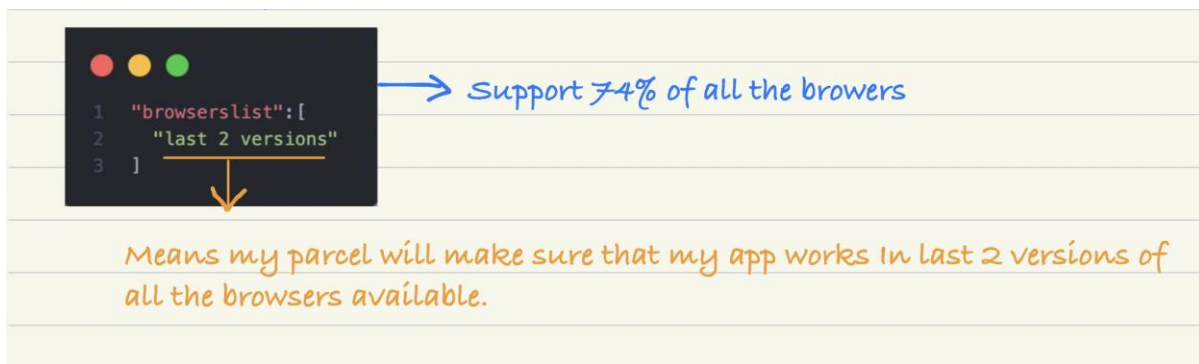 1 "browserslist":[
2 "last 2 versions"
3 ]
Support 74% of all the browers
Means my parcel will make sure that my app works In last 2 versions of
all the browsers available.